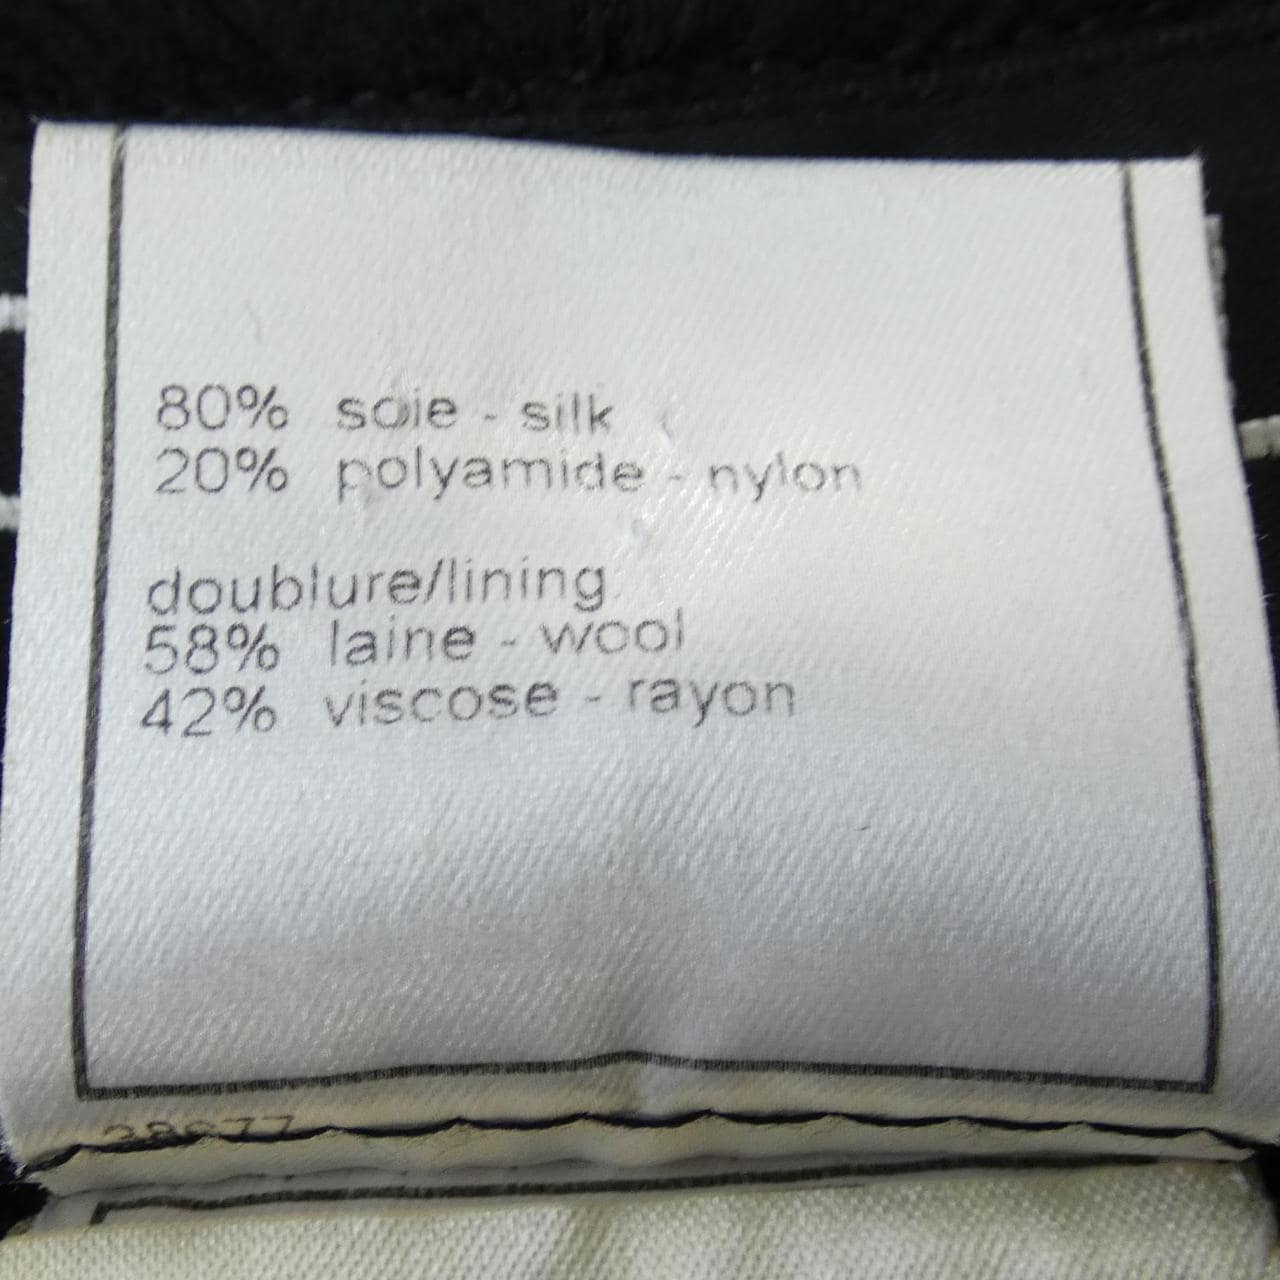 80% soie - silk
20% polyamide - nylon
doublure/lining
58% laine - wool
42% viscose - rayon